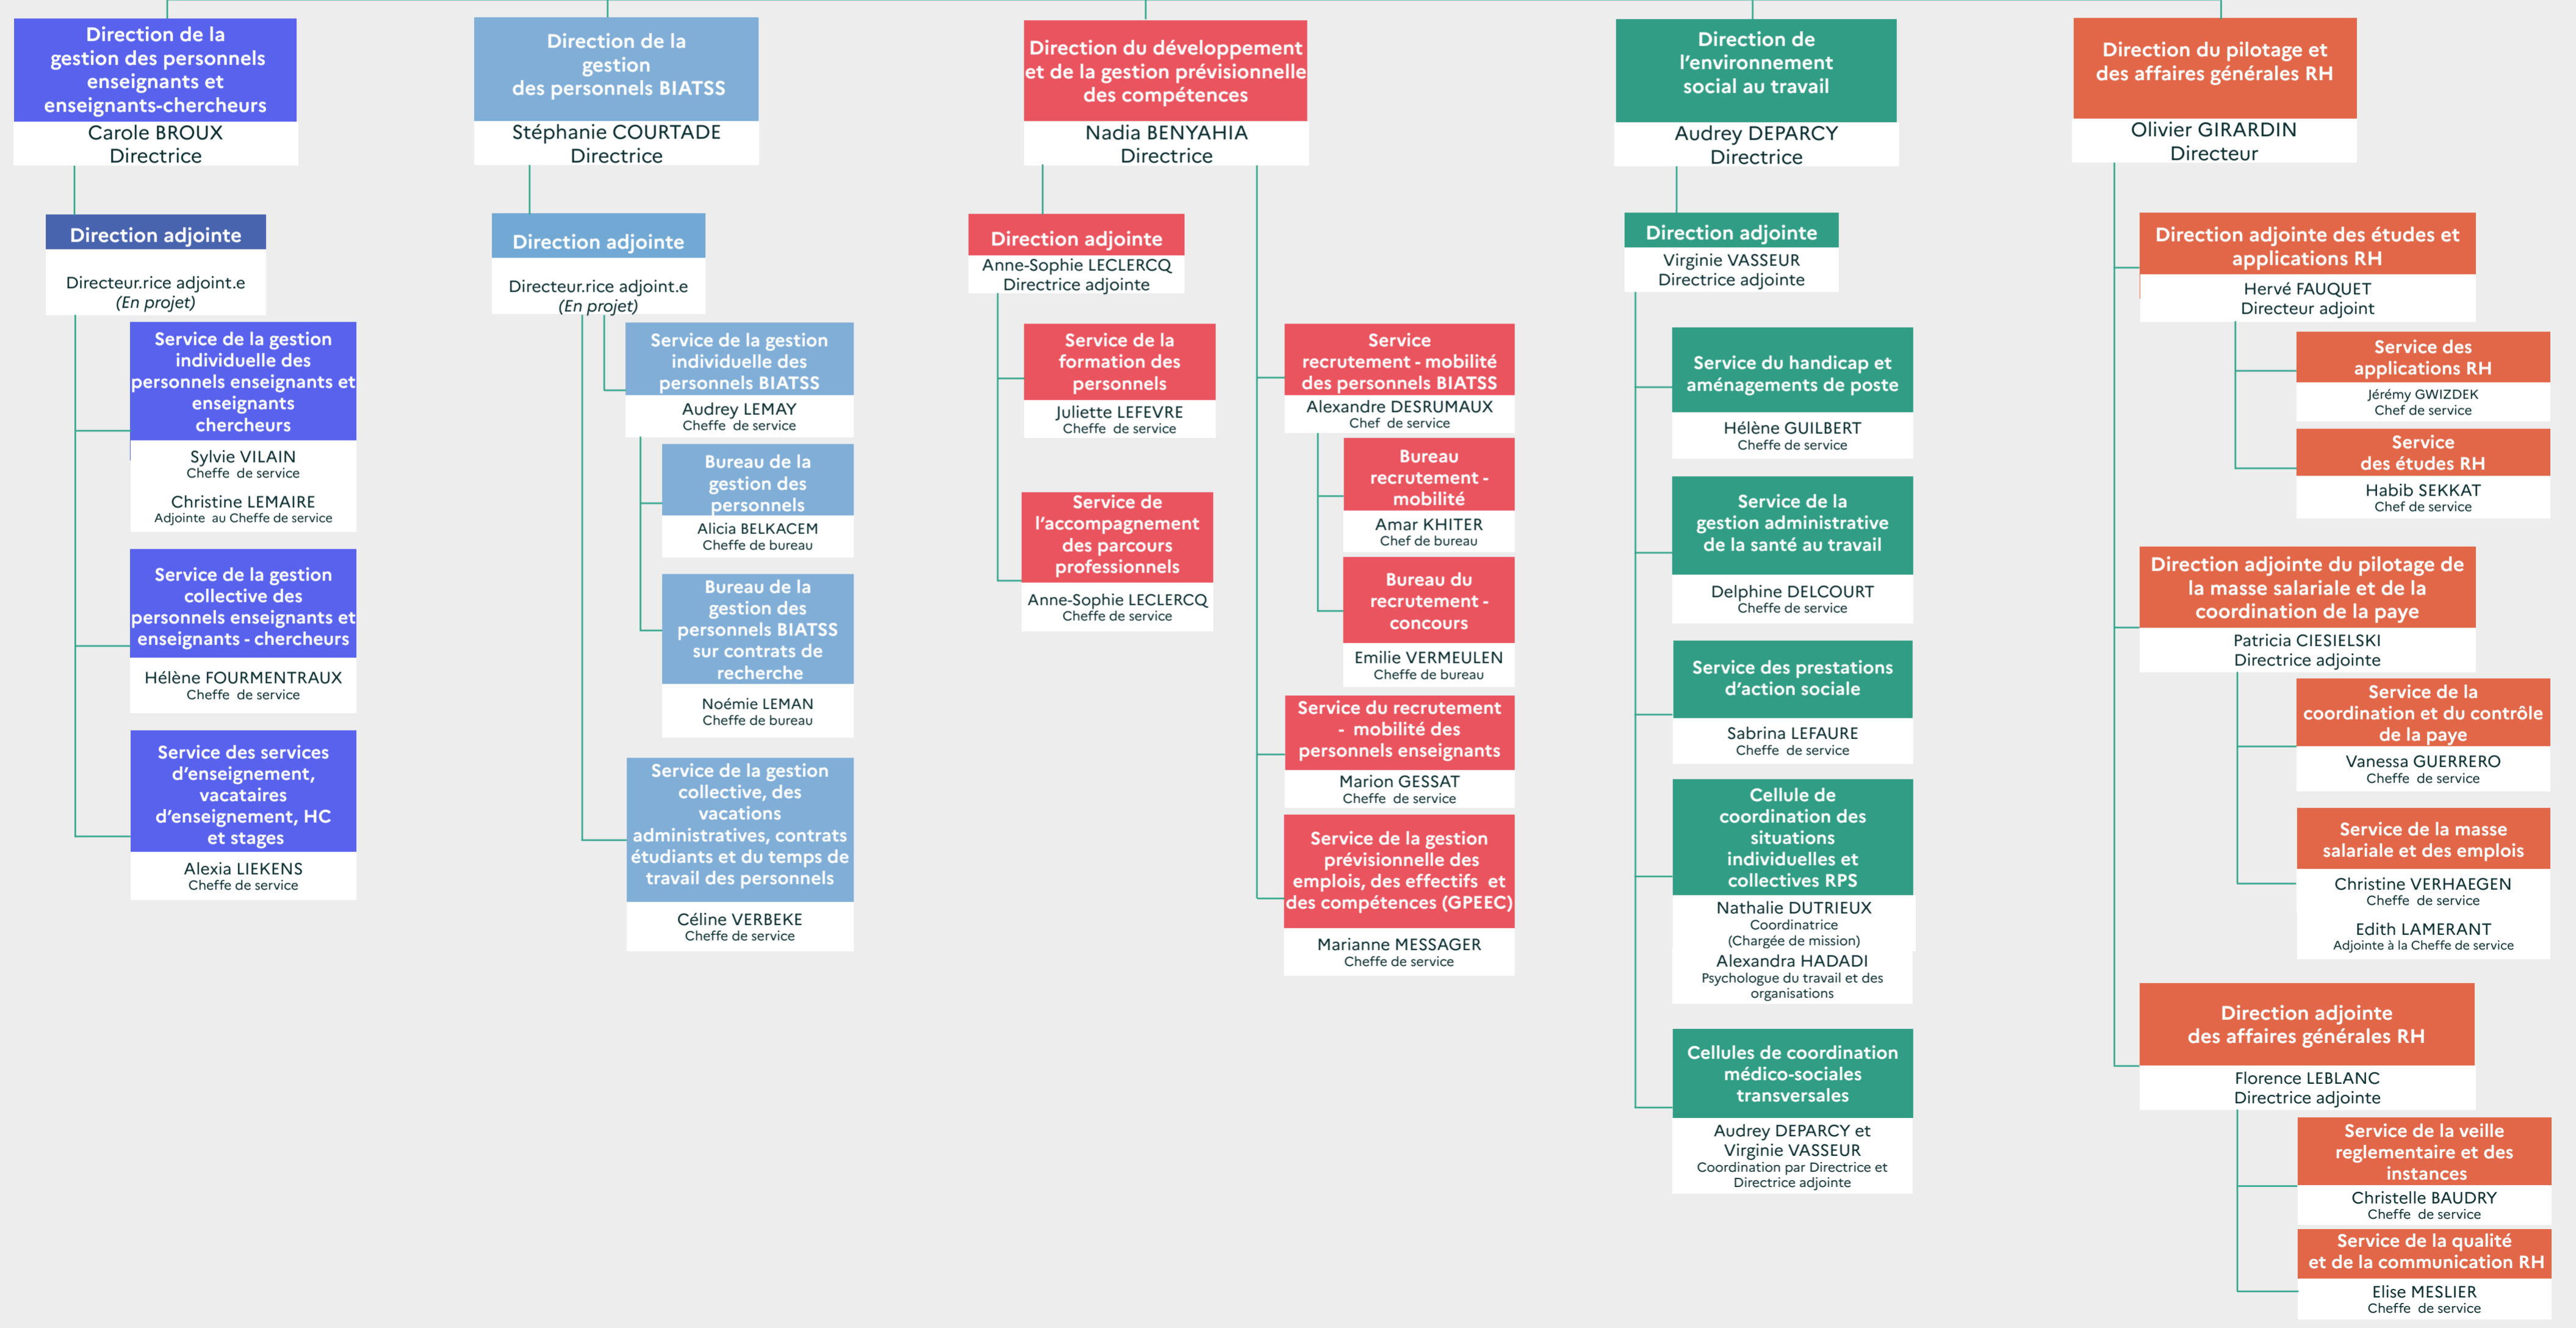 Direction de la
gestion des personnels
enseignants et
enseignants-chercheurs
Carole BROUX
Directrice
Direction adjointe
Directeur.rice adjoint.e
(En projet)
Service de la gestion
individuelle des
personnels enseignants et
enseignants
chercheurs
Sylvie VILAIN
Cheffe de service
Christine LEMAIRE
Adjointe au Cheffe de service
Service de la gestion
collective des
personnels enseignants et
enseignants - chercheurs
Hélène FOURMENTRAUX
Cheffe de service
Service des services
d'enseignement,
vacataires
d'enseignement, HC
et stages
Alexia LIEKENS
Cheffe de service
Direction de la
gestion
des personnels BIATSS
Stéphanie COURTADE
Directrice
Direction adjointe
Directeur.rice adjoint.e
(En projet)
Service de la gestion
individuelle des
personnels BIATSS
Audrey LEMAY
Cheffe de service
Bureau de la
gestion des
personnels
Alicia BELKACEM
Cheffe de bureau
Bureau de la
gestion des
personnels BIATSS
sur contrats de
recherche
Noémie LEMAN
Cheffe de bureau
Service de la gestion
collective, des
vacations
administratives, contrats
étudiants et du temps de
travail des personnels
Céline VERBEKE
Cheffe de service
Direction du développement
et de la gestion prévisionnelle
des compétences
Nadia BENYAHIA
Directrice
Direction adjointe
Anne-Sophie LECLERCQ
Directrice adjointe
Service de la
formation des
personnels
Juliette LEFEVRE
Cheffe de service
Service de
l'accompagnement
des parcours
professionnels
Anne-Sophie LECLERCQ
Cheffe de service
Service
recrutement - mobilité
des personnels BIATSS
Alexandre DESRUMAUX
Chef de service
Bureau
recrutement -
mobilité
Amar KHITER
Chef de bureau
Bureau du
recrutement -
concours
Emilie VERMEULEN
Cheffe de bureau
Service du recrutement
- mobilité des
personnels enseignants
Marion GESSAT
Cheffe de service
Service de la gestion
prévisionnelle des
emplois, des effectifs et
des compétences (GPEEC)
Marianne MESSAGER
Cheffe de service
Direction de
l'environnement
social au travail
Audrey DEPARCY
Directrice
Direction adjointe
Virginie VASSEUR
Directrice adjointe
Service du handicap et
aménagements de poste
Hélène GUILBERT
Cheffe de service
Service de la
gestion administrative
de la santé au travail
Delphine DELCOURT
Cheffe de service
Service des prestations
d'action sociale
Sabrina LEFAURE
Cheffe de service
Cellule de
coordination des
situations
individuelles et
collectives RPS
Nathalie DUTRIEUX
Coordinatrice
(Chargée de mission)
Alexandra HADADI
Psychologue du travail et des
organisations
Cellules de coordination
médico-sociales
transversales
Audrey DEPARCY et
Virginie VASSEUR
Coordination par Directrice et
Directrice adjointe
Direction du pilotage et
des affaires générales RH
Olivier GIRARDIN
Directeur
Direction adjointe des études et
applications RH
Hervé FAUQUET
Directeur adjoint
Service des
applications RH
Jérémy GWIZDEK
Chef de service
Service
des études RH
Habib SEKKAT
Chef de service
Direction adjointe du pilotage de
la masse salariale et de la
coordination de la paye
Patricia CIESIELSKI
Directrice adjointe
Service de la
coordination et du contrôle
de la paye
Vanessa GUERRERO
Cheffe de service
Service de la masse
salariale et des emplois
Christine VERHAEGEN
Cheffe de service
Edith LAMERANT
Adjointe à la Cheffe de service
Direction adjointe
des affaires générales RH
Florence LEBLANC
Directrice adjointe
Service de la veille
reglementaire et des
instances
Christelle BAUDRY
Cheffe de service
Service de la qualité
et de la communication RH
Elise MESLIER
Cheffe de service